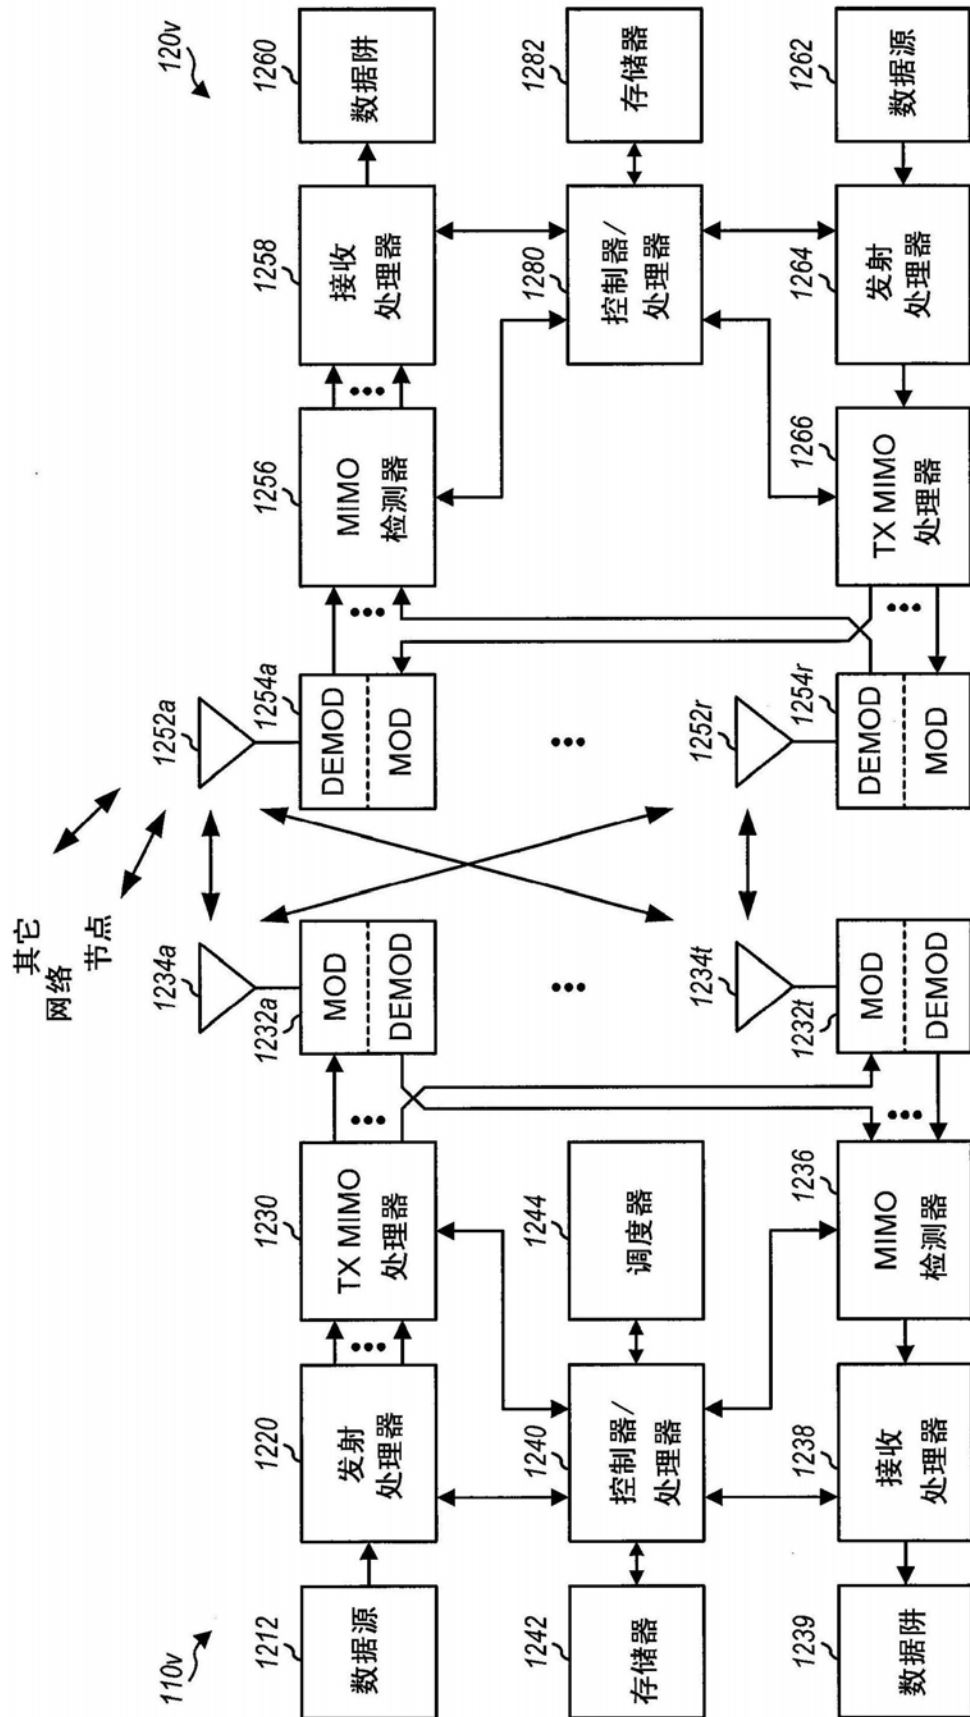 110v
120v
其它
网络
节点
1212
数据源
1220
发射
处理器
1230
TX MIMO
处理器
1232a
MOD
DEMOD
1234a
1252a
1254a
DEMOD
MOD
1256
MIMO
检测器
1258
接收
处理器
1260
数据阱
1242
存储器
1240
控制器/
处理器
1244
调度器
1280
控制器/
处理器
1282
存储器
1239
数据阱
1238
接收
处理器
1236
MIMO
检测器
1232t
MOD
DEMOD
1234t
1252r
1254r
DEMOD
MOD
1266
TX MIMO
处理器
1264
发射
处理器
1262
数据源